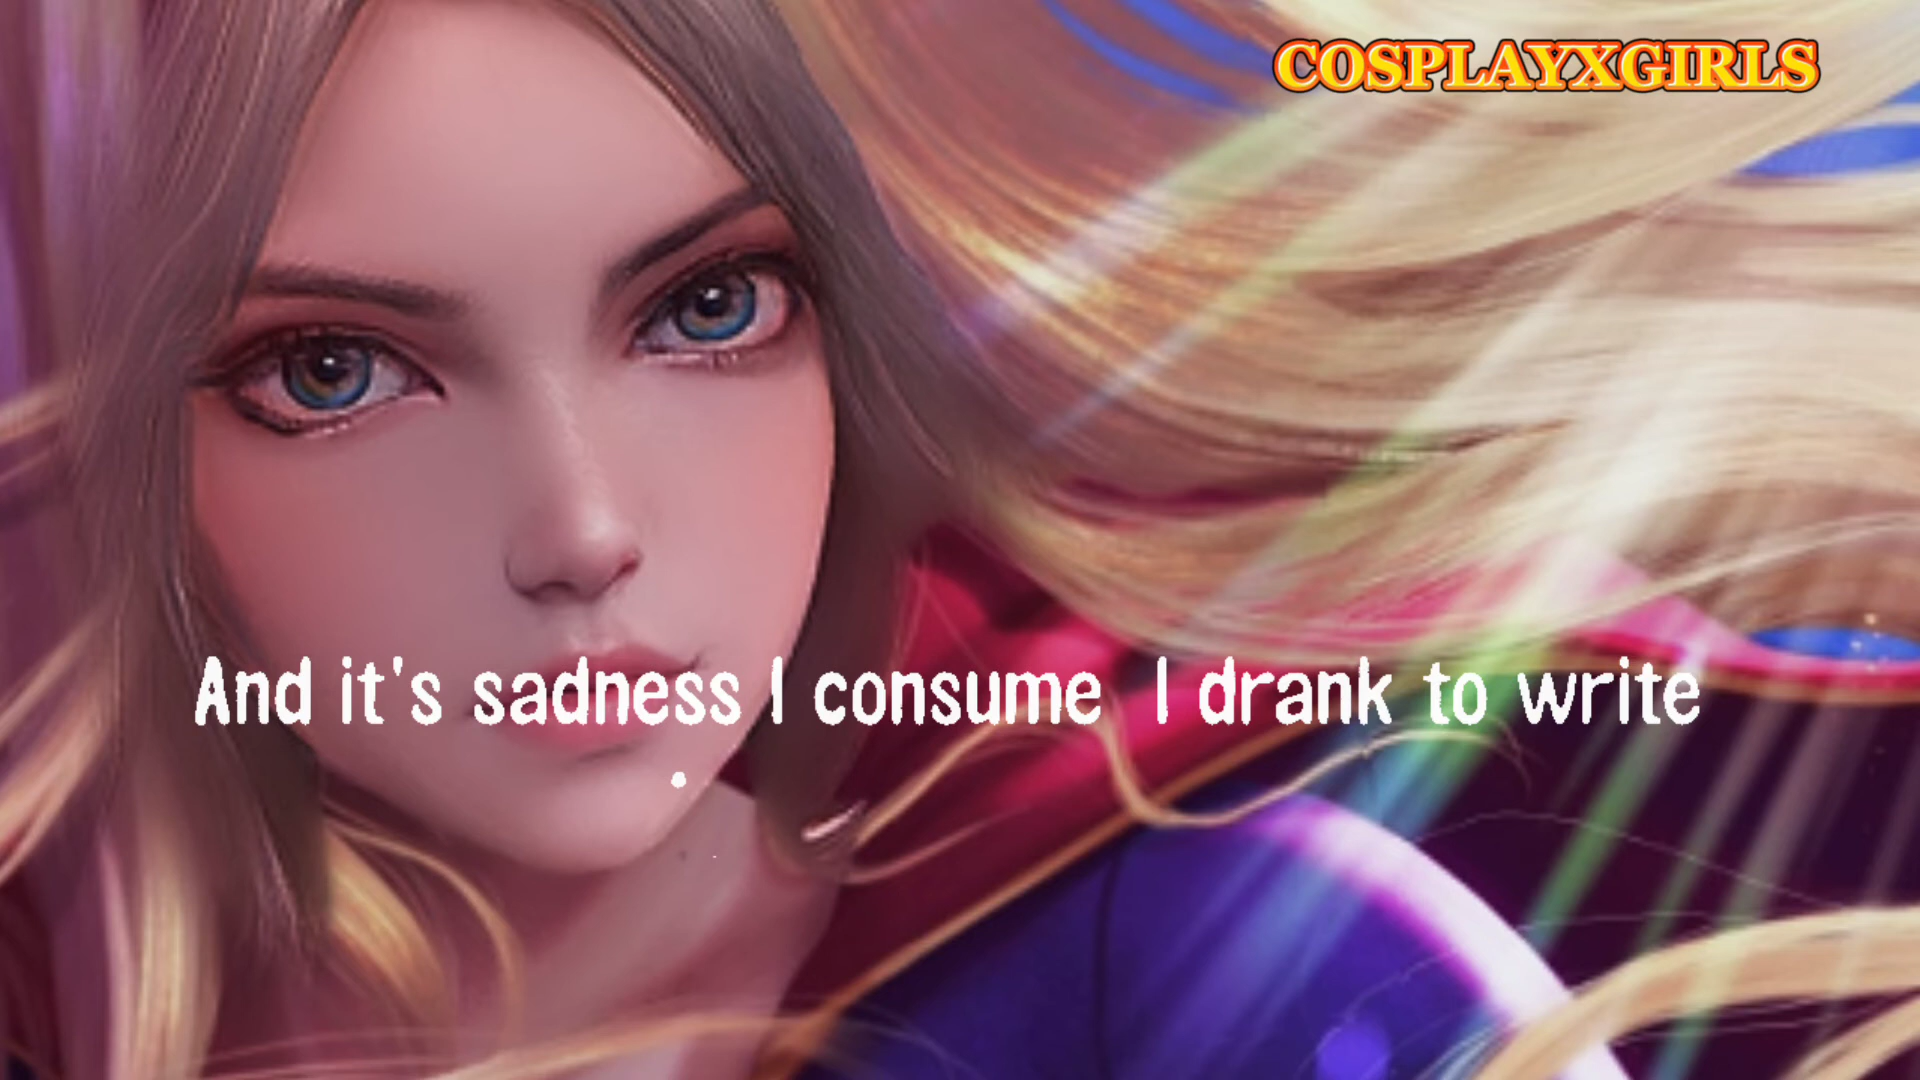 COSPLAYXGIRLS
And it's sadness I consume I drank to write
.